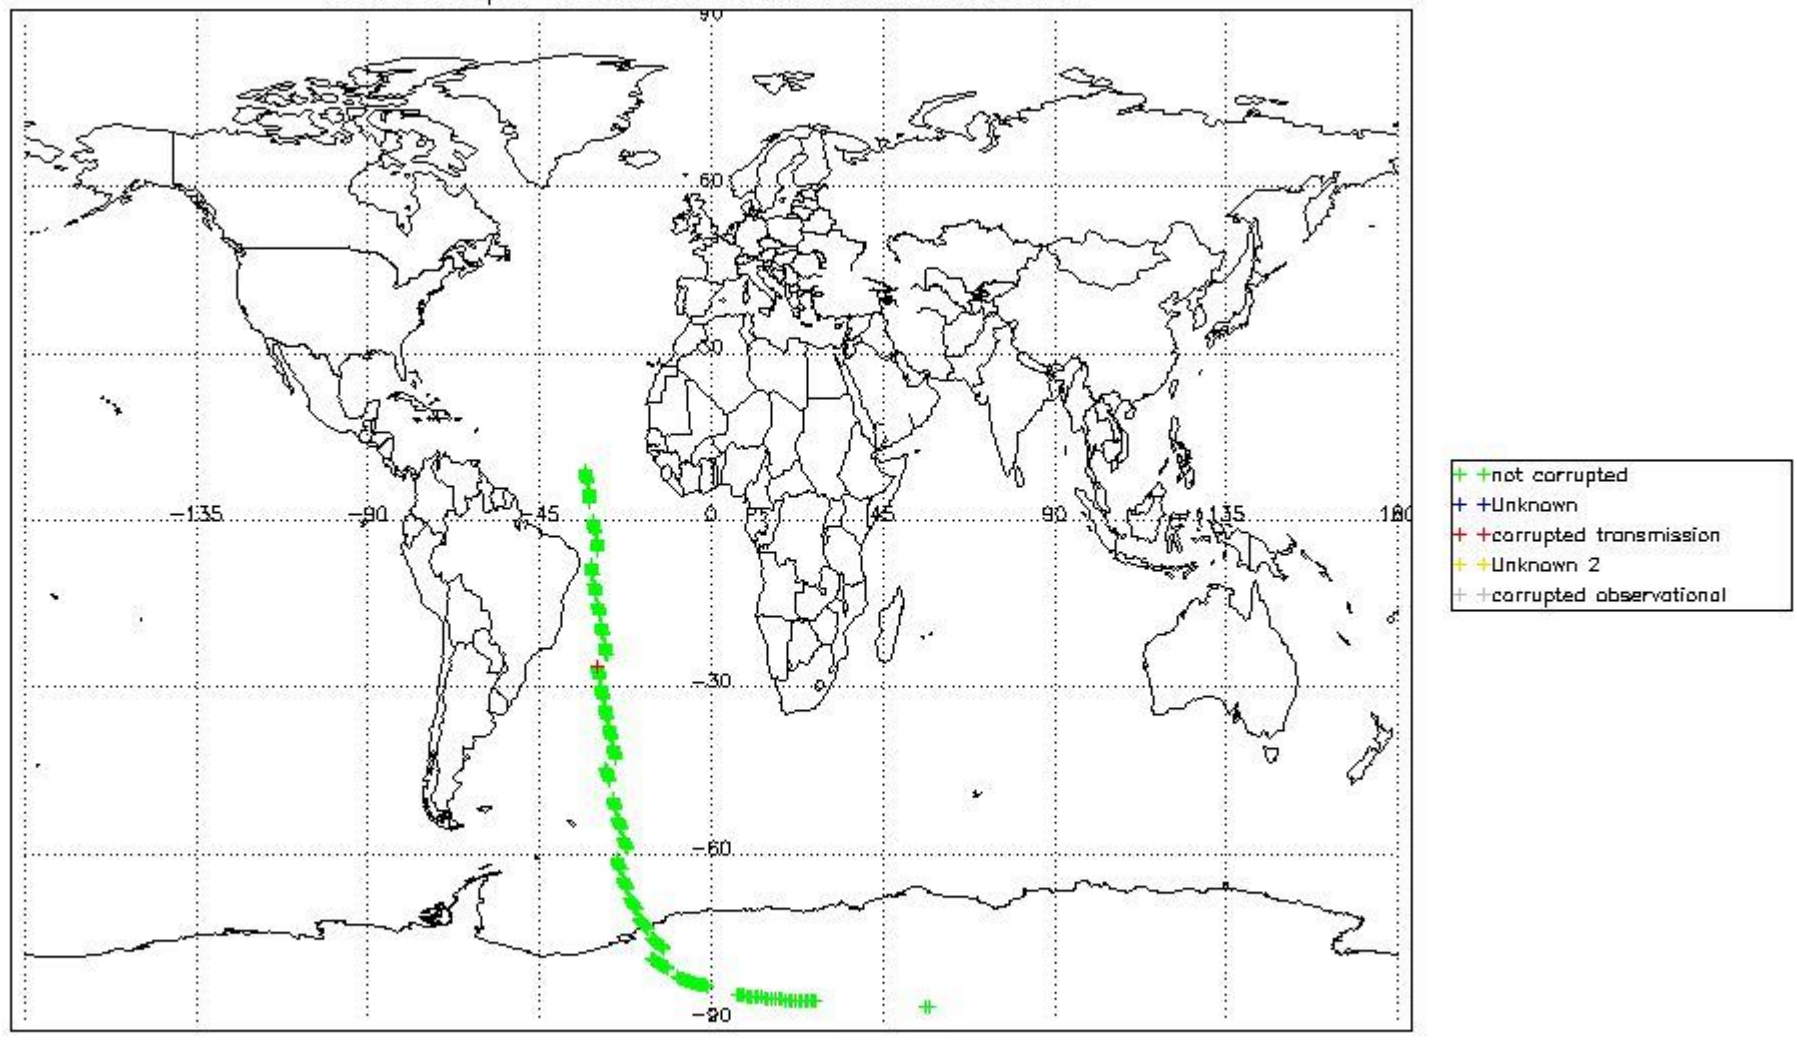 90
60
30
-135
-90
-45
0
45
90
135
180
-30
-60
-90
not corrupted
Unknown
corrupted transmission
Unknown 2
corrupted observational